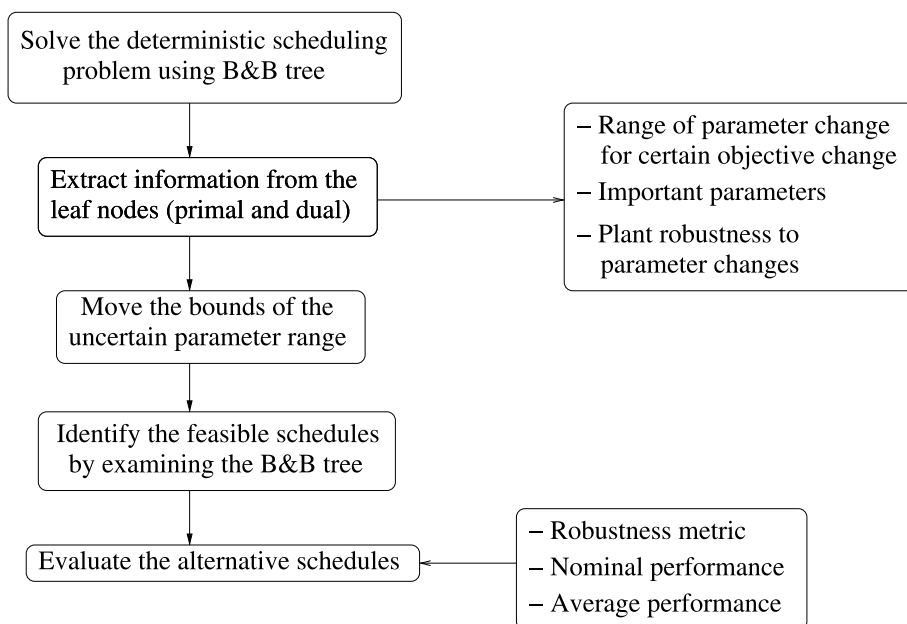 Solve the deterministic scheduling
problem using B&B tree
Extract information from the
leaf nodes (primal and dual)
– Range of parameter change
for certain objective change
– Important parameters
– Plant robustness to
parameter changes
Move the bounds of the
uncertain parameter range
Identify the feasible schedules
by examining the B&B tree
Evaluate the alternative schedules
– Robustness metric
– Nominal performance
– Average performance